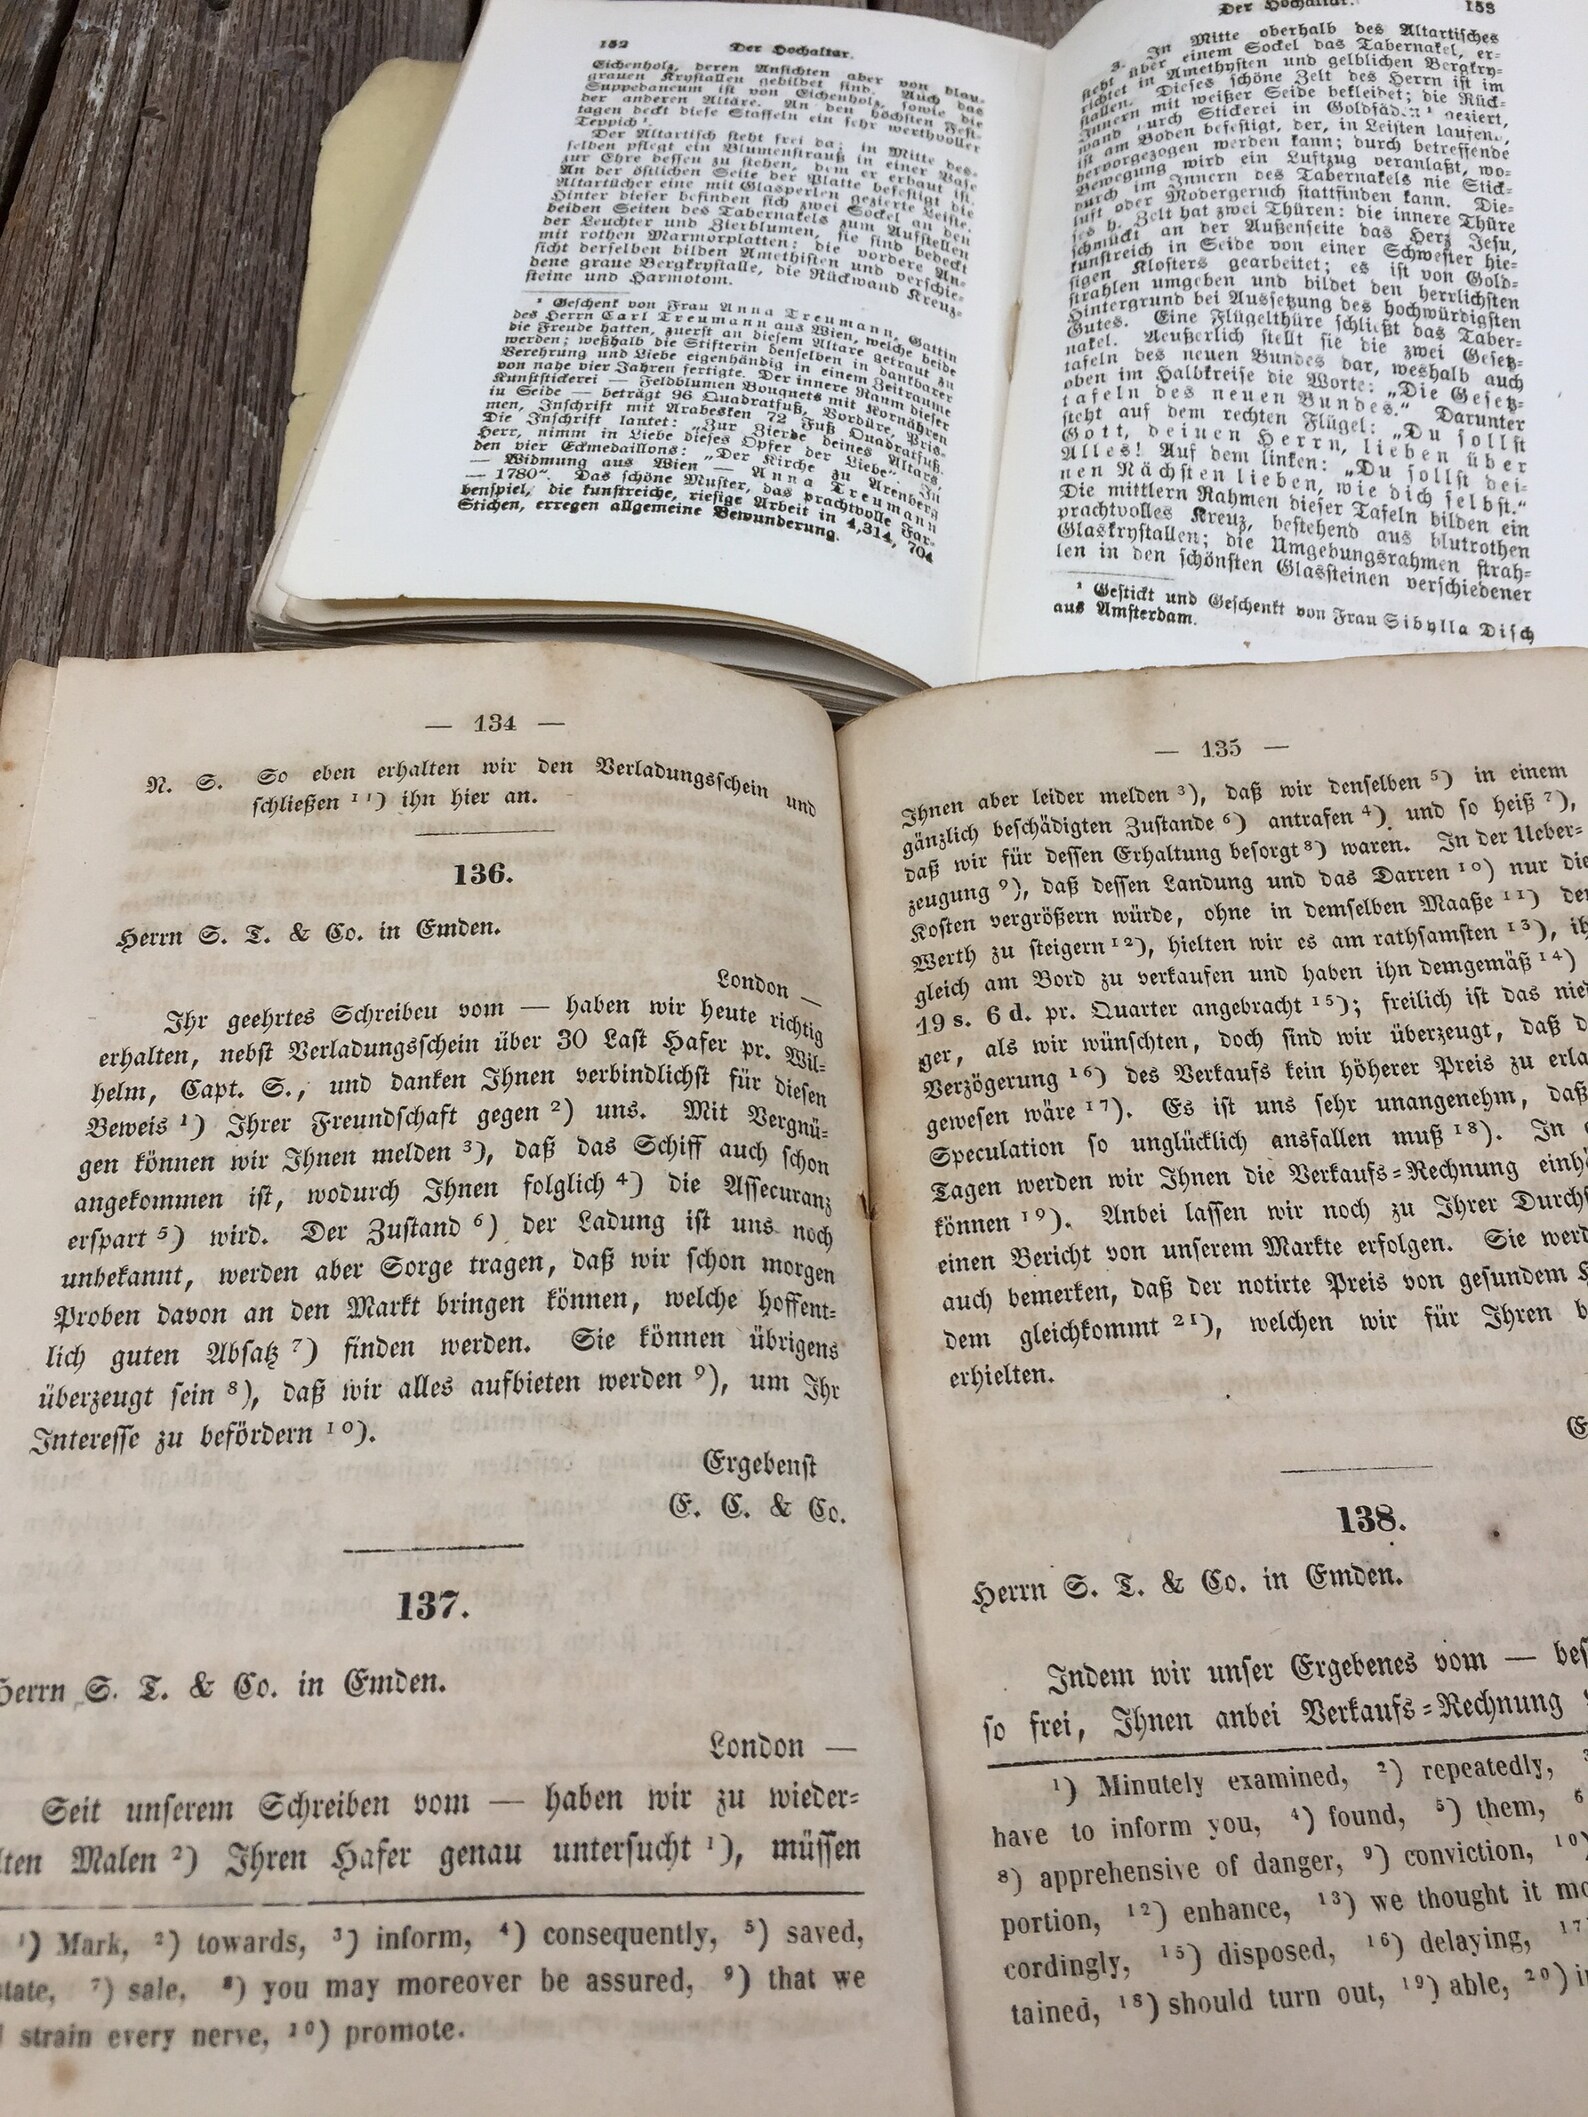 152
Der Hochaltar.
Eichenholz, deren Ansichten aber von blau-
grauen Krystallen gebildet sind. Auch das
Suppedaneum ist von Eichenholz, sowie die
der anderen Altäre. An den höchsten Fest-
tagen deckt diese Staffeln ein sehr werthvoller
Teppich¹.
Der Altartisch steht frei da; in Mitte des-
selben pflegt ein Blumenstrauß in einer Vase
zur Ehre dessen zu stehen, dem er erbaut ist.
An der östlichen Seite der Platte befestigt die
Altartücher eine mit Glasperlen gezierte Leiste.
Hinter dieser befinden sich zwei Sockel an den
beiden Seiten des Tabernakels zum Aufstellen
der Leuchter und Zierblumen, sie sind bedeckt
mit rothen Marmorplatten; die vordere An-
sicht derselben bilden Amethisten und verschie-
dene graue Bergkrystalle, die Rückwand Kreuz-
steine und Harmotom.
¹ Geschenk von Frau Anna Treumann, Gattin
des Herrn Carl Treumann aus Wien, welche beide
die Freude hatten, zuerst an diesem Altare getraut zu
werden; weßhalb die Stifterin denselben in dankbarer
Verehrung und Liebe eigenhändig in einem Zeitraume
von nahe vier Jahren fertigte. Der innere Raum dieser
Kunststickerei — Feldblumen Bouquets mit Kornähren
in Seide — beträgt 96 Quadratfuß, Bordüre, Pris-
men, Inschrift mit Arabesken 72 Fuß Quadratfuß.
Die Inschrift lautet: „Zur Zierde deines Altars,
Herr, nimm in Liebe dieses Opfer der Liebe“. In
den vier Eckmedaillons: „Der Kirche zu Arenberg
— Widmung aus Wien — Anna Treumann
— 1780“. Das schöne Muster, das prachtvolle Far-
benspiel, die kunstreiche, riesige Arbeit in 4,314, 704
Stichen, erregen allgemeine Bewunderung.
Der Hochaltar.
153
3. In Mitte oberhalb des Altartisches
steht über einem Sockel das Tabernakel, er-
richtet in Amethysten und gelblichen Bergkry-
stallen. Dieses schöne Zelt des Herrn ist im
Innern mit weißer Seide bekleidet; die Rück-
wand durch Stickerei in Goldfäden¹ geziert,
ist am Boden befestigt, der, in Leisten laufend,
hervorgezogen werden kann; durch betreffende
Bewegung wird ein Luftzug veranlaßt, wo-
durch im Innern des Tabernakels nie Stick-
luft oder Modergeruch stattfinden kann. Die-
ses h. Zelt hat zwei Thüren: die innere Thüre
schmückt an der Außenseite das Herz Jesu,
kunstreich in Seide von einer Schwester hie-
sigen Klosters gearbeitet; es ist von Gold-
strahlen umgeben und bildet den herrlichsten
Hintergrund bei Aussetzung des hochwürdigsten
Gutes. Eine Flügelthüre schließt das Taber-
nakel. Aeußerlich stellt sie die zwei Gesetz-
tafeln des neuen Bundes dar, weshalb auch
oben im Halbkreise die Worte: „Die Gesetz-
tafeln des neuen Bundes.“ Darunter
steht auf dem rechten Flügel: „Du sollst
Gott, deinen Herrn, lieben über
Alles! Auf dem linken: „Du sollst dei-
nen Nächsten lieben, wie dich selbst.“
Die mittlern Rahmen dieser Tafeln bilden ein
prachtvolles Kreuz, bestehend aus blutrothen
Glaskrystallen; die Umgebungsrahmen strah-
len in den schönsten Glassteinen verschiedener
¹ Gestickt und Geschenkt von Frau Sibylla Disch
aus Amsterdam.
— 134 —
N. S. So eben erhalten wir den Verladungsschein und
schließen ¹¹) ihn hier an.
136.
Herrn S. T. & Co. in Emden.
London —
Ihr geehrtes Schreiben vom — haben wir heute richtig
erhalten, nebst Verladungsschein über 30 Last Hafer pr. Wil-
helm, Capt. S., und danken Ihnen verbindlichst für diesen
Beweis ¹) Ihrer Freundschaft gegen ²) uns. Mit Vergnü-
gen können wir Ihnen melden ³), daß das Schiff auch schon
angekommen ist, wodurch Ihnen folglich ⁴) die Assecuranz
erspart ⁵) wird. Der Zustand ⁶) der Ladung ist uns noch
unbekannt, werden aber Sorge tragen, daß wir schon morgen
Proben davon an den Markt bringen können, welche hoffent-
lich guten Absatz ⁷) finden werden. Sie können übrigens
überzeugt sein ⁸), daß wir alles aufbieten werden ⁹), um Ihr
Interesse zu befördern ¹⁰).
Ergebenst
E. C. & Co.
137.
Herrn S. T. & Co. in Emden.
London —
Seit unserem Schreiben vom — haben wir zu wieder-
lten Malen ²) Ihren Hafer genau untersucht ¹), müssen
¹) Mark, ²) towards, ³) inform, ⁴) consequently, ⁵) saved,
state, ⁷) sale, ⁸) you may moreover be assured, ⁹) that we
strain every nerve, ¹⁰) promote.
— 135 —
Ihnen aber leider melden ³), daß wir denselben ⁵) in einem
gänzlich beschädigten Zustande ⁶) antrafen ⁴) und so heiß ⁷),
daß wir für dessen Erhaltung besorgt ⁸) waren. In der Ueber-
zeugung ⁹), daß dessen Landung und das Darren ¹⁰) nur die
Kosten vergrößern würde, ohne in demselben Maaße ¹¹) den
Werth zu steigern ¹²), hielten wir es am rathsamsten ¹³), ih
gleich am Bord zu verkaufen und haben ihn demgemäß ¹⁴)
19 s. 6 d. pr. Quarter angebracht ¹⁵); freilich ist das nied
ger, als wir wünschten, doch sind wir überzeugt, daß d
Verzögerung ¹⁶) des Verkaufs kein höherer Preis zu erla
gewesen wäre ¹⁷). Es ist uns sehr unangenehm, daß
Speculation so unglücklich ausfallen muß ¹⁸). In
Tagen werden wir Ihnen die Verkaufs-Rechnung einhä
können ¹⁹). Anbei lassen wir noch zu Ihrer Durchs
einen Bericht von unserem Markte erfolgen. Sie werd
auch bemerken, daß der notirte Preis von gesundem H
dem gleichkommt ²¹), welchen wir für Ihren b
erhielten.
E
138.
Herrn S. T. & Co. in Emden.
Indem wir unser Ergebenes vom — bes
so frei, Ihnen anbei Verkaufs-Rechnung
¹) Minutely examined, ²) repeatedly, ³
have to inform you, ⁴) found, ⁵) them, ⁶
⁸) apprehensive of danger, ⁹) conviction, ¹⁰)
portion, ¹²) enhance, ¹³) we thought it mo
cordingly, ¹⁵) disposed, ¹⁶) delaying, ¹⁷
tained, ¹⁸) should turn out, ¹⁹) able, ²⁰) i